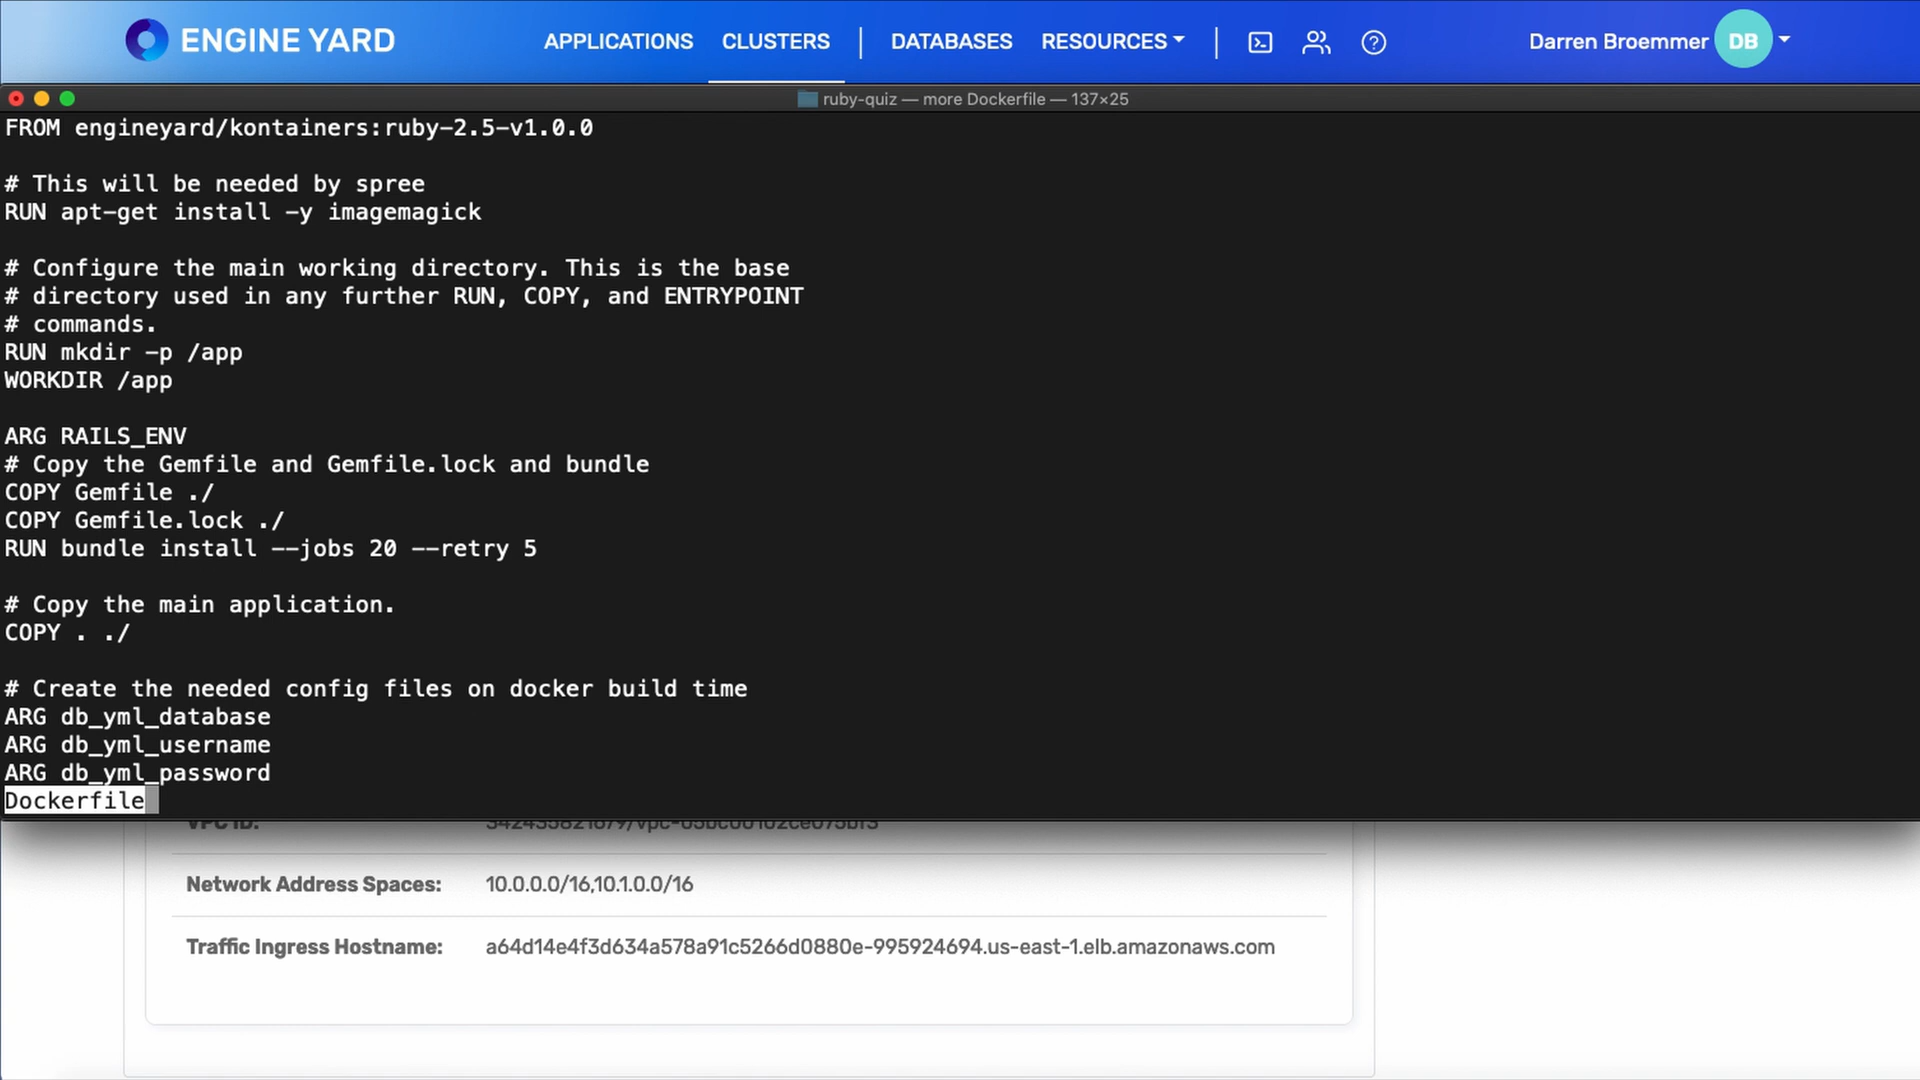 ENGINE YARD
APPLICATIONS CLUSTERS DATABASES RESOURCES Darren Broemmer DB
ruby-quiz — more Dockerfile — 137×25
FROM engineyard/kontainers:ruby-2.5-v1.0.0
# This will be needed by spree
RUN apt-get install -y imagemagick
# Configure the main working directory. This is the base
# directory used in any further RUN, COPY, and ENTRYPOINT
# commands.
RUN mkdir -p /app
WORKDIR /app
ARG RAILS_ENV
# Copy the Gemfile and Gemfile.lock and bundle
COPY Gemfile ./
COPY Gemfile.lock ./
RUN bundle install --jobs 20 --retry 5
# Copy the main application.
COPY . ./
# Create the needed config files on docker build time
ARG db_yml_database
ARG db_yml_username
ARG db_yml_password
Dockerfile
VPC ID:
Network Address Spaces: 10.0.0.0/16,10.1.0.0/16
Traffic Ingress Hostname: a64d14e4f3d634a578a91c5266d0880e-995924694.us-east-1.elb.amazonaws.com